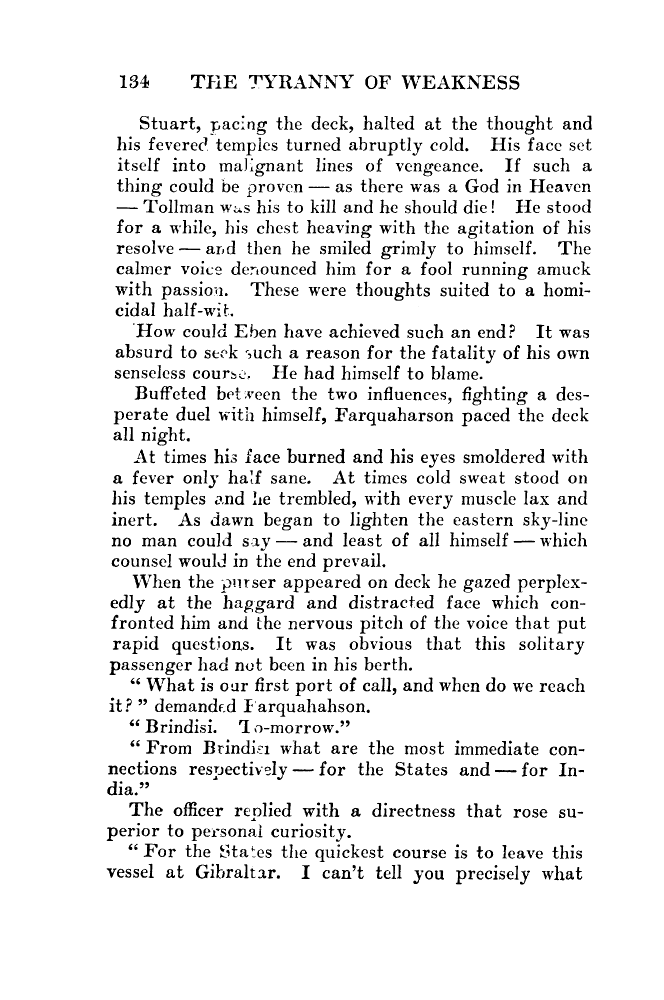 134 THE TYRANNY OF WEAKNESS
Stuart, pacing the deck, halted at the thought and
his fevered temples turned abruptly cold. His face set
itself into malignant lines of vengeance. If such a
thing could be proven — as there was a God in Heaven
— Tollman was his to kill and he should die! He stood
for a while, his chest heaving with the agitation of his
resolve — and then he smiled grimly to himself. The
calmer voice denounced him for a fool running amuck
with passion. These were thoughts suited to a homi-
cidal half-wit.
How could Eben have achieved such an end? It was
absurd to seek such a reason for the fatality of his own
senseless course. He had himself to blame.
Buffeted between the two influences, fighting a des-
perate duel with himself, Farquaharson paced the deck
all night.
At times his face burned and his eyes smoldered with
a fever only half sane. At times cold sweat stood on
his temples and he trembled, with every muscle lax and
inert. As dawn began to lighten the eastern sky-line
no man could say — and least of all himself — which
counsel would in the end prevail.
When the purser appeared on deck he gazed perplex-
edly at the haggard and distracted face which con-
fronted him and the nervous pitch of the voice that put
rapid questions. It was obvious that this solitary
passenger had not been in his berth.
“ What is our first port of call, and when do we reach
it? ” demanded Farquahahson.
“ Brindisi. To-morrow.”
“ From Brindisi what are the most immediate con-
nections respectively — for the States and — for In-
dia.”
The officer replied with a directness that rose su-
perior to personal curiosity.
“ For the States the quickest course is to leave this
vessel at Gibraltar. I can't tell you precisely what